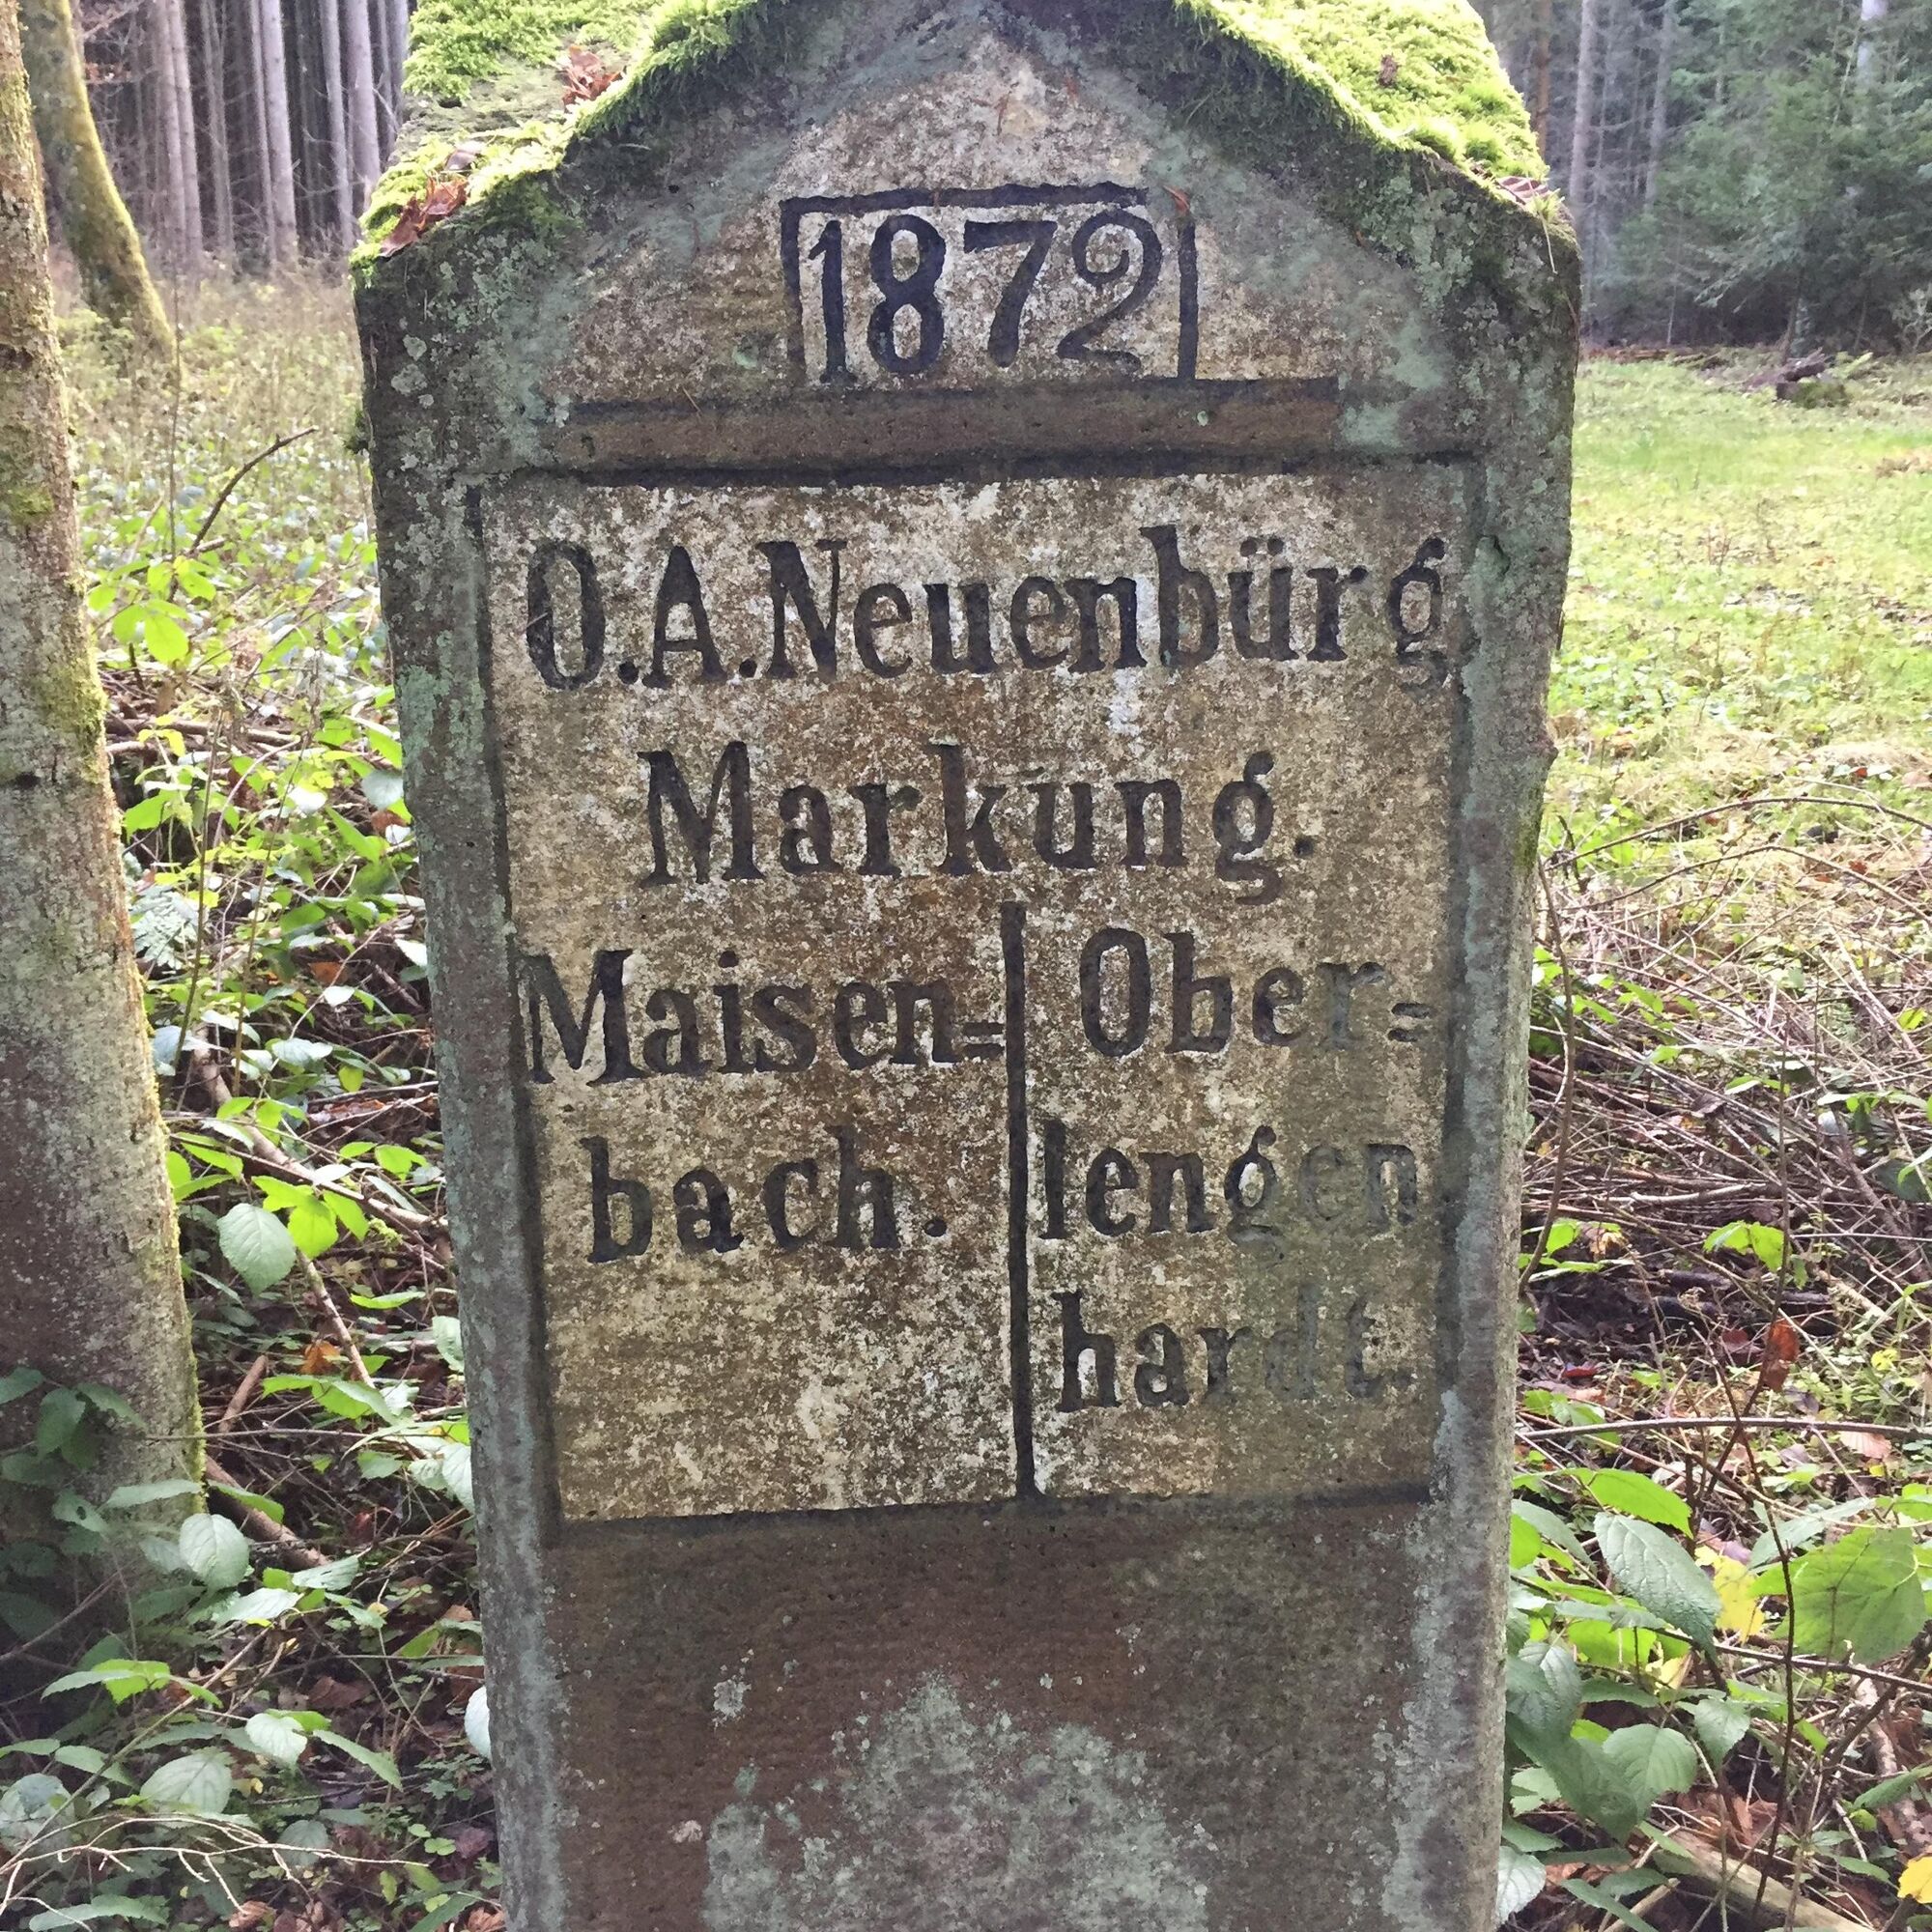 1872
O.A.Neuenbürg
Markung.
Maisen=
bach.
Ober=
lengen
hardt.